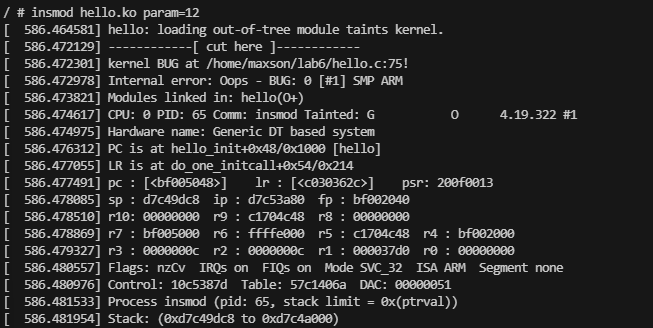 / # insmod hello.ko param=12
[  586.464581] hello: loading out-of-tree module taints kernel.
[  586.472129] ------------[ cut here ]------------
[  586.472301] kernel BUG at /home/maxson/lab6/hello.c:75!
[  586.472978] Internal error: Oops - BUG: 0 [#1] SMP ARM
[  586.473821] Modules linked in: hello(O+)
[  586.474617] CPU: 0 PID: 65 Comm: insmod Tainted: G           O      4.19.322 #1
[  586.474975] Hardware name: Generic DT based system
[  586.476312] PC is at hello_init+0x48/0x1000 [hello]
[  586.477055] LR is at do_one_initcall+0x54/0x214
[  586.477491] pc : [<bf005048>]    lr : [<c030362c>]    psr: 200f0013
[  586.478085] sp : d7c49dc8  ip : d7c53a80  fp : bf002040
[  586.478510] r10: 00000000  r9 : c1704c48  r8 : 00000000
[  586.478869] r7 : bf005000  r6 : ffffe000  r5 : c1704c48  r4 : bf002000
[  586.479327] r3 : 0000000c  r2 : 0000000c  r1 : 000037d0  r0 : 00000000
[  586.480557] Flags: nzCv  IRQs on  FIQs on  Mode SVC_32  ISA ARM  Segment none
[  586.480976] Control: 10c5387d  Table: 57c1406a  DAC: 00000051
[  586.481533] Process insmod (pid: 65, stack limit = 0x(ptrval))
[  586.481954] Stack: (0xd7c49dc8 to 0xd7c4a000)